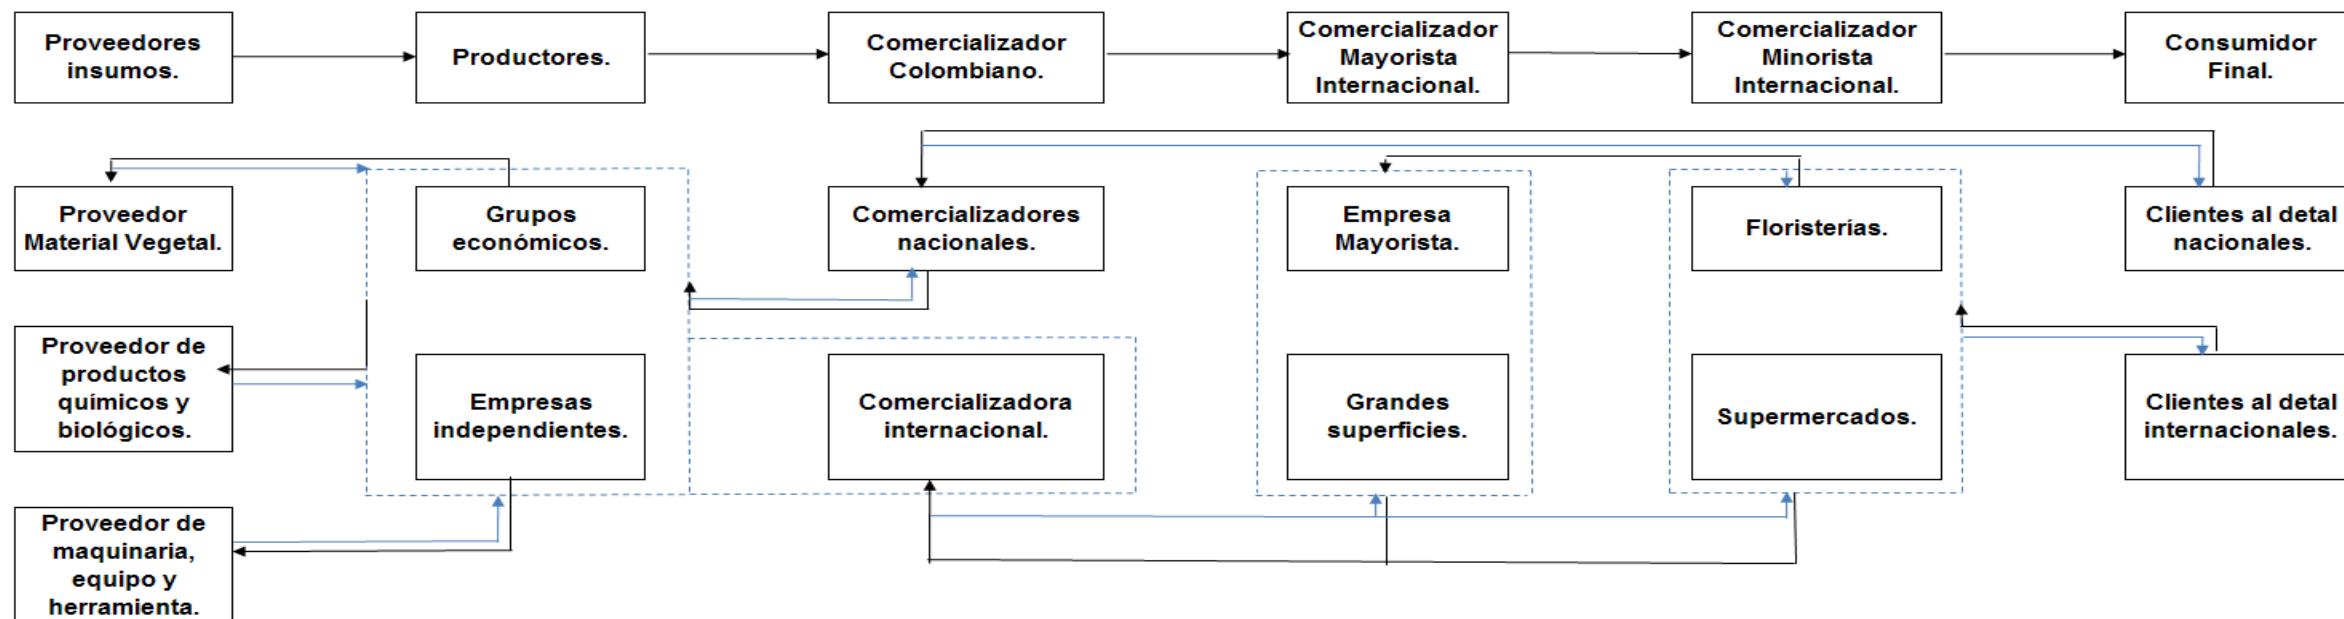 Proveedores
insumos.
Productores.
Comercializador
Colombiano.
Comercializador
Mayorista
Internacional.
Comercializador
Minorista
Internacional.
Consumidor
Final.
Proveedor
Material Vegetal.
Grupos
económicos.
Comercializadores
nacionales.
Empresa
Mayorista.
Floristerías.
Clientes al detal
nacionales.
Proveedor de
productos
químicos y
biológicos.
Empresas
independientes.
Comercializadora
internacional.
Grandes
superficies.
Supermercados.
Clientes al detal
internacionales.
Proveedor de
maquinaria,
equipo y
herramienta.